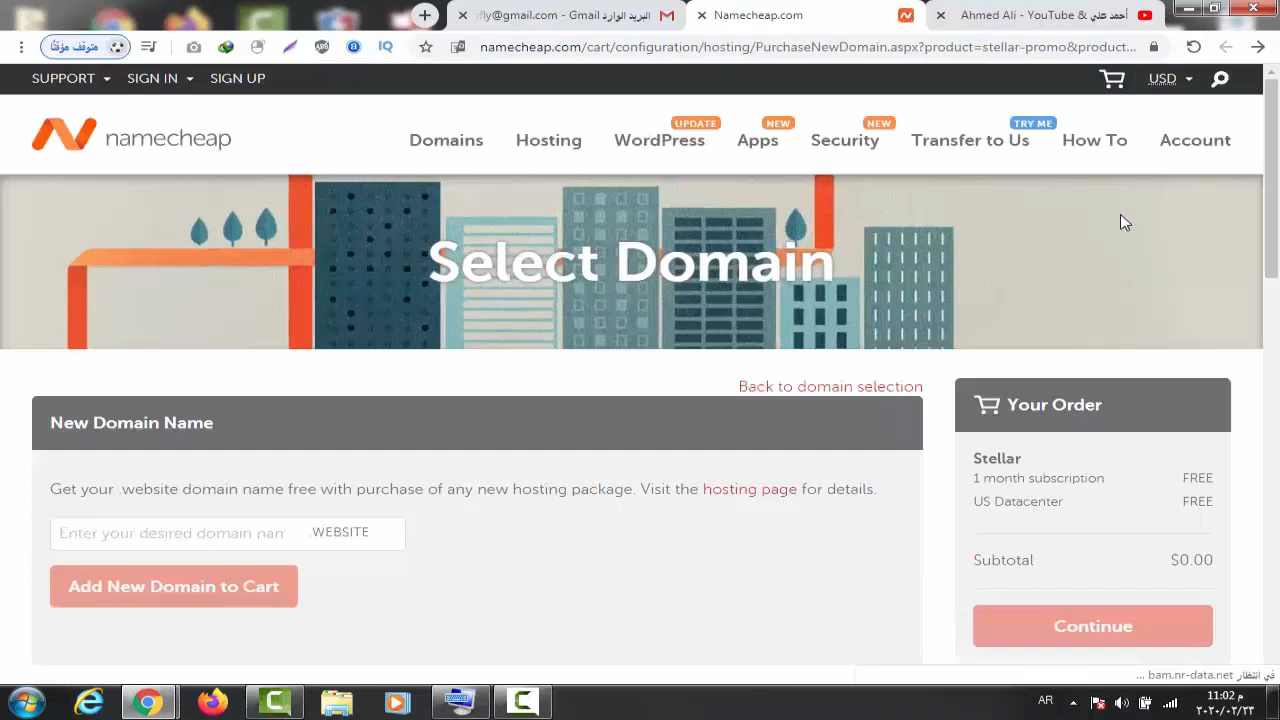 fly@gmail.com - Gmail البريد الوارد
Namecheap.com
Ahmed Ali - YouTube & أحمد علي
متوقف مؤقتًا
IQ
namecheap.com/cart/configuration/hosting/PurchaseNewDomain.aspx?product=stellar-promo&product...
SUPPORT
SIGN IN
SIGN UP
USD
namecheap
Domains
Hosting
WordPress
UPDATE
Apps
NEW
Security
NEW
Transfer to Us
TRY ME
How To
Account
Select Domain
Back to domain selection
New Domain Name
Get your .website domain name free with purchase of any new hosting package. Visit the hosting page for details.
Enter your desired domain nam .WEBSITE
Add New Domain to Cart
Your Order
Stellar
1 month subscription FREE
US Datacenter FREE
Subtotal $0.00
Continue
في انتظار bam.nr-data.net ...
AR
11:02 م
٢٠٢٠/٠٢/٢٣